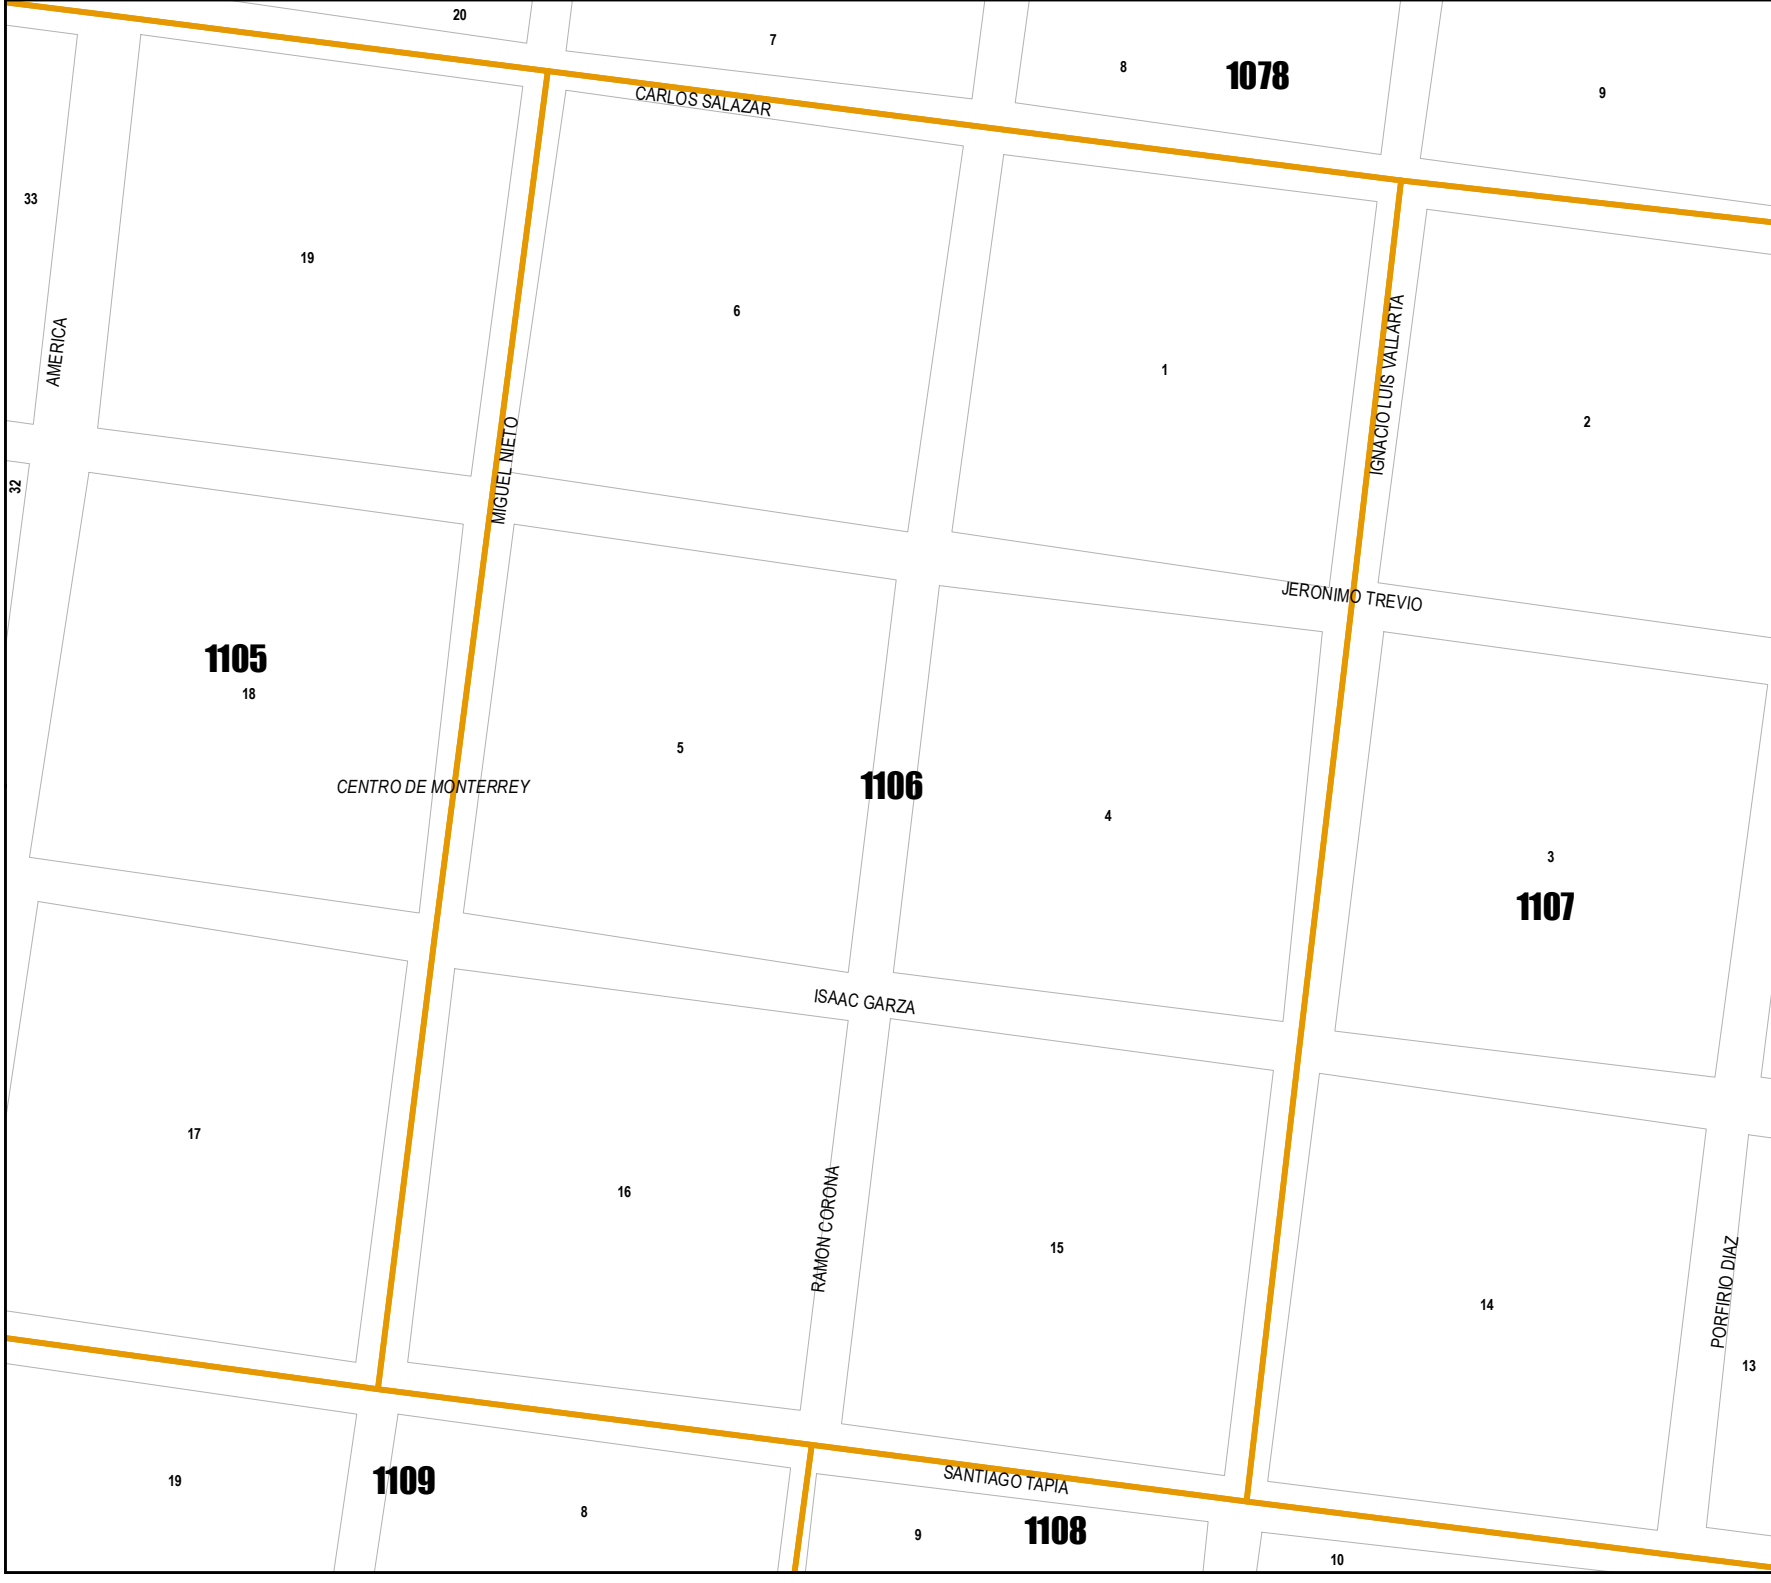 20
7
8
1078
9
CARLOS SALAZAR
33
19
6
1
2
AMERICA
IGNACIO LUIS VALLARTA
MIGUEL NIETO
32
JERONIMO TREVIO
1105
18
5
CENTRO DE MONTERREY
1106
4
3
1107
ISAAC GARZA
17
16
RAMON CORONA
15
14
PORFIRIO DIAZ
13
19
1109
8
SANTIAGO TAPIA
9
1108
10